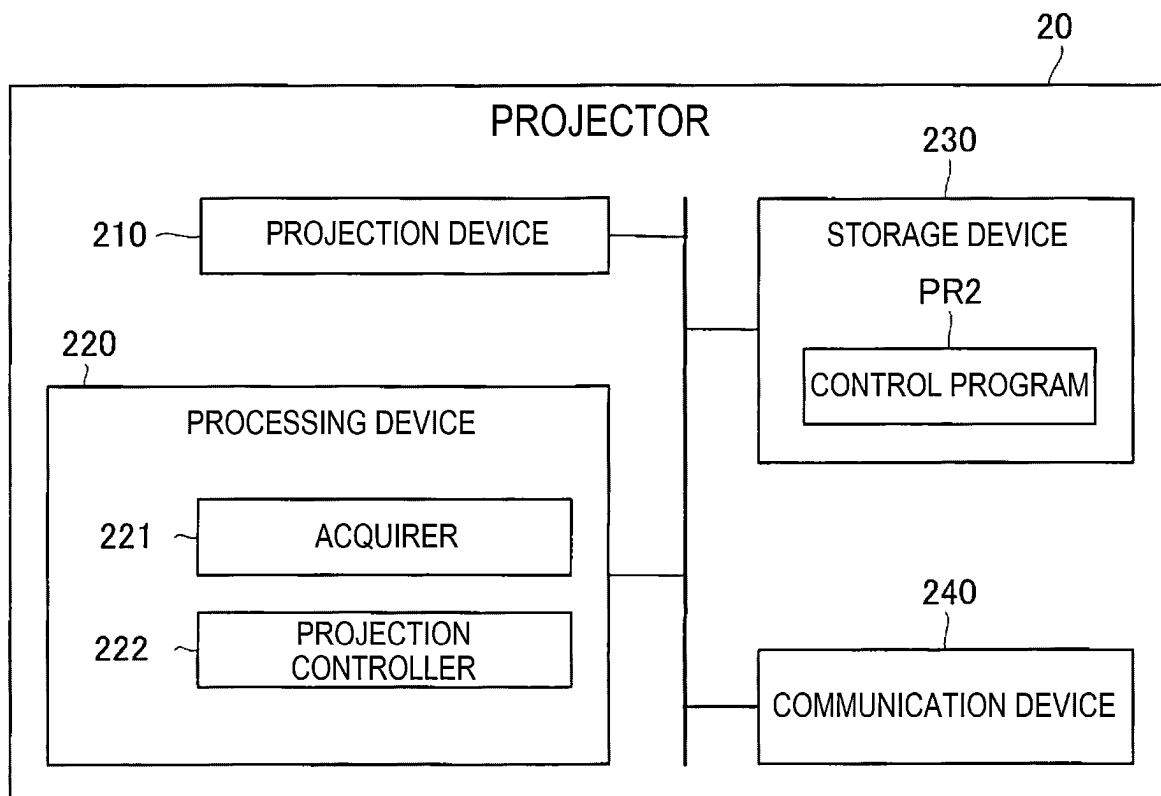 20
PROJECTOR
230
210
PROJECTION DEVICE
STORAGE DEVICE
PR2
CONTROL PROGRAM
220
PROCESSING DEVICE
221
ACQUIRER
222
PROJECTION
CONTROLLER
240
COMMUNICATION DEVICE